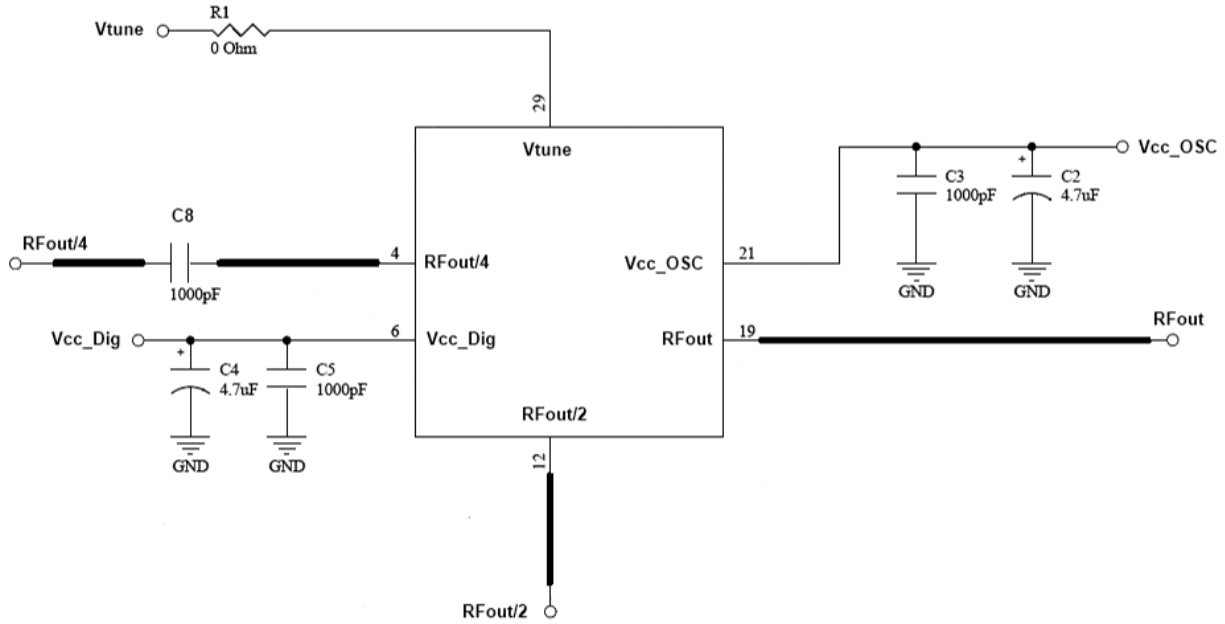 R1
Vtune
0 Ohm
29
Vtune
Vcc_OSC
+
C3
1000pF
C2
4.7uF
C8
RFout/4
4
RFout/4
1000pF
Vcc_OSC
21
GND
GND
Vcc_Dig
6
Vcc_Dig
RFout
19
RFout
+
C4
4.7uF
C5
1000pF
RFout/2
GND
GND
12
RFout/2